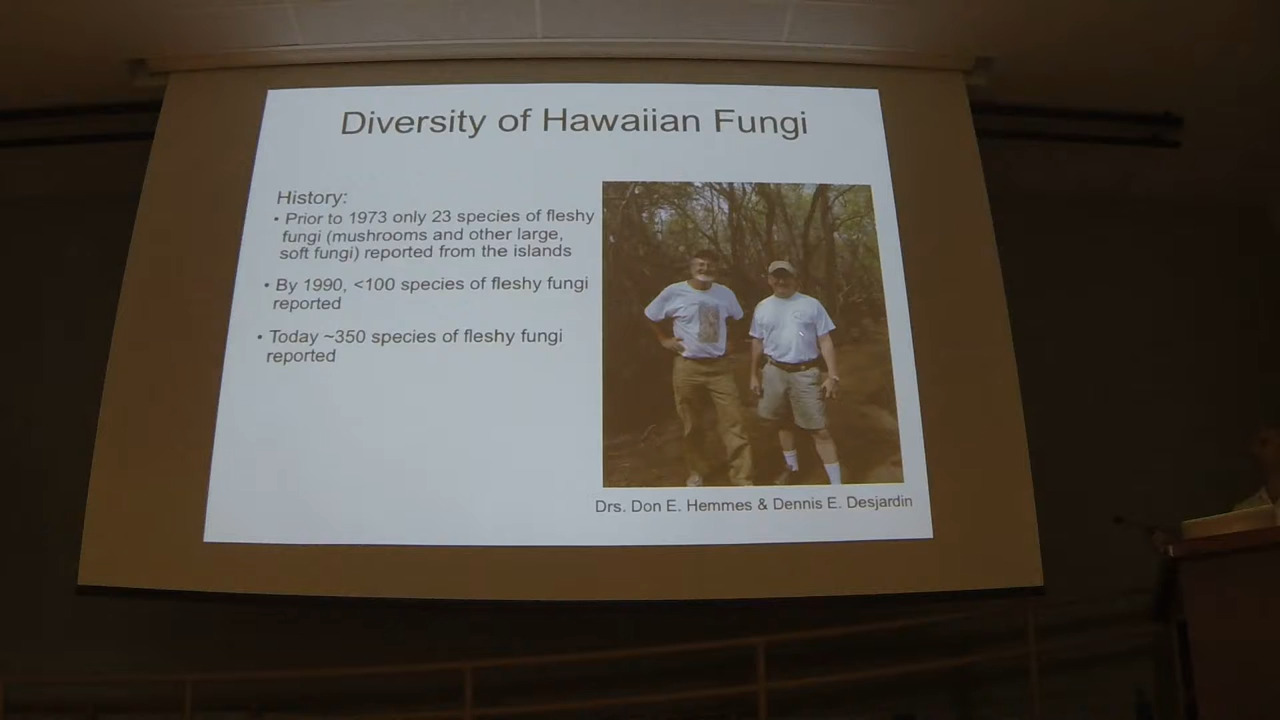 Diversity of Hawaiian Fungi
History:
• Prior to 1973 only 23 species of fleshy
fungi (mushrooms and other large,
soft fungi) reported from the islands
• By 1990, <100 species of fleshy fungi
reported
• Today ~350 species of fleshy fungi
reported
Drs. Don E. Hemmes & Dennis E. Desjardin